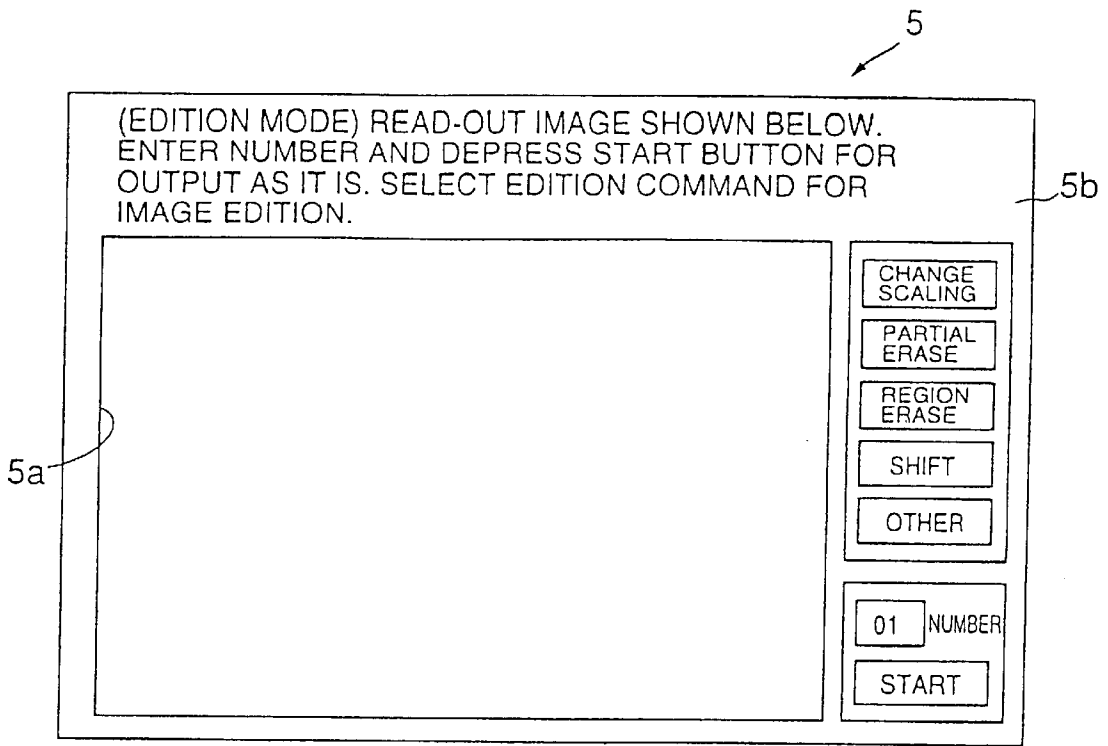 5
(EDITION MODE) READ-OUT IMAGE SHOWN BELOW.
ENTER NUMBER AND DEPRESS START BUTTON FOR
OUTPUT AS IT IS. SELECT EDITION COMMAND FOR
IMAGE EDITION.
5b
CHANGE
SCALING
PARTIAL
ERASE
REGION
ERASE
5a
SHIFT
OTHER
01 NUMBER
START